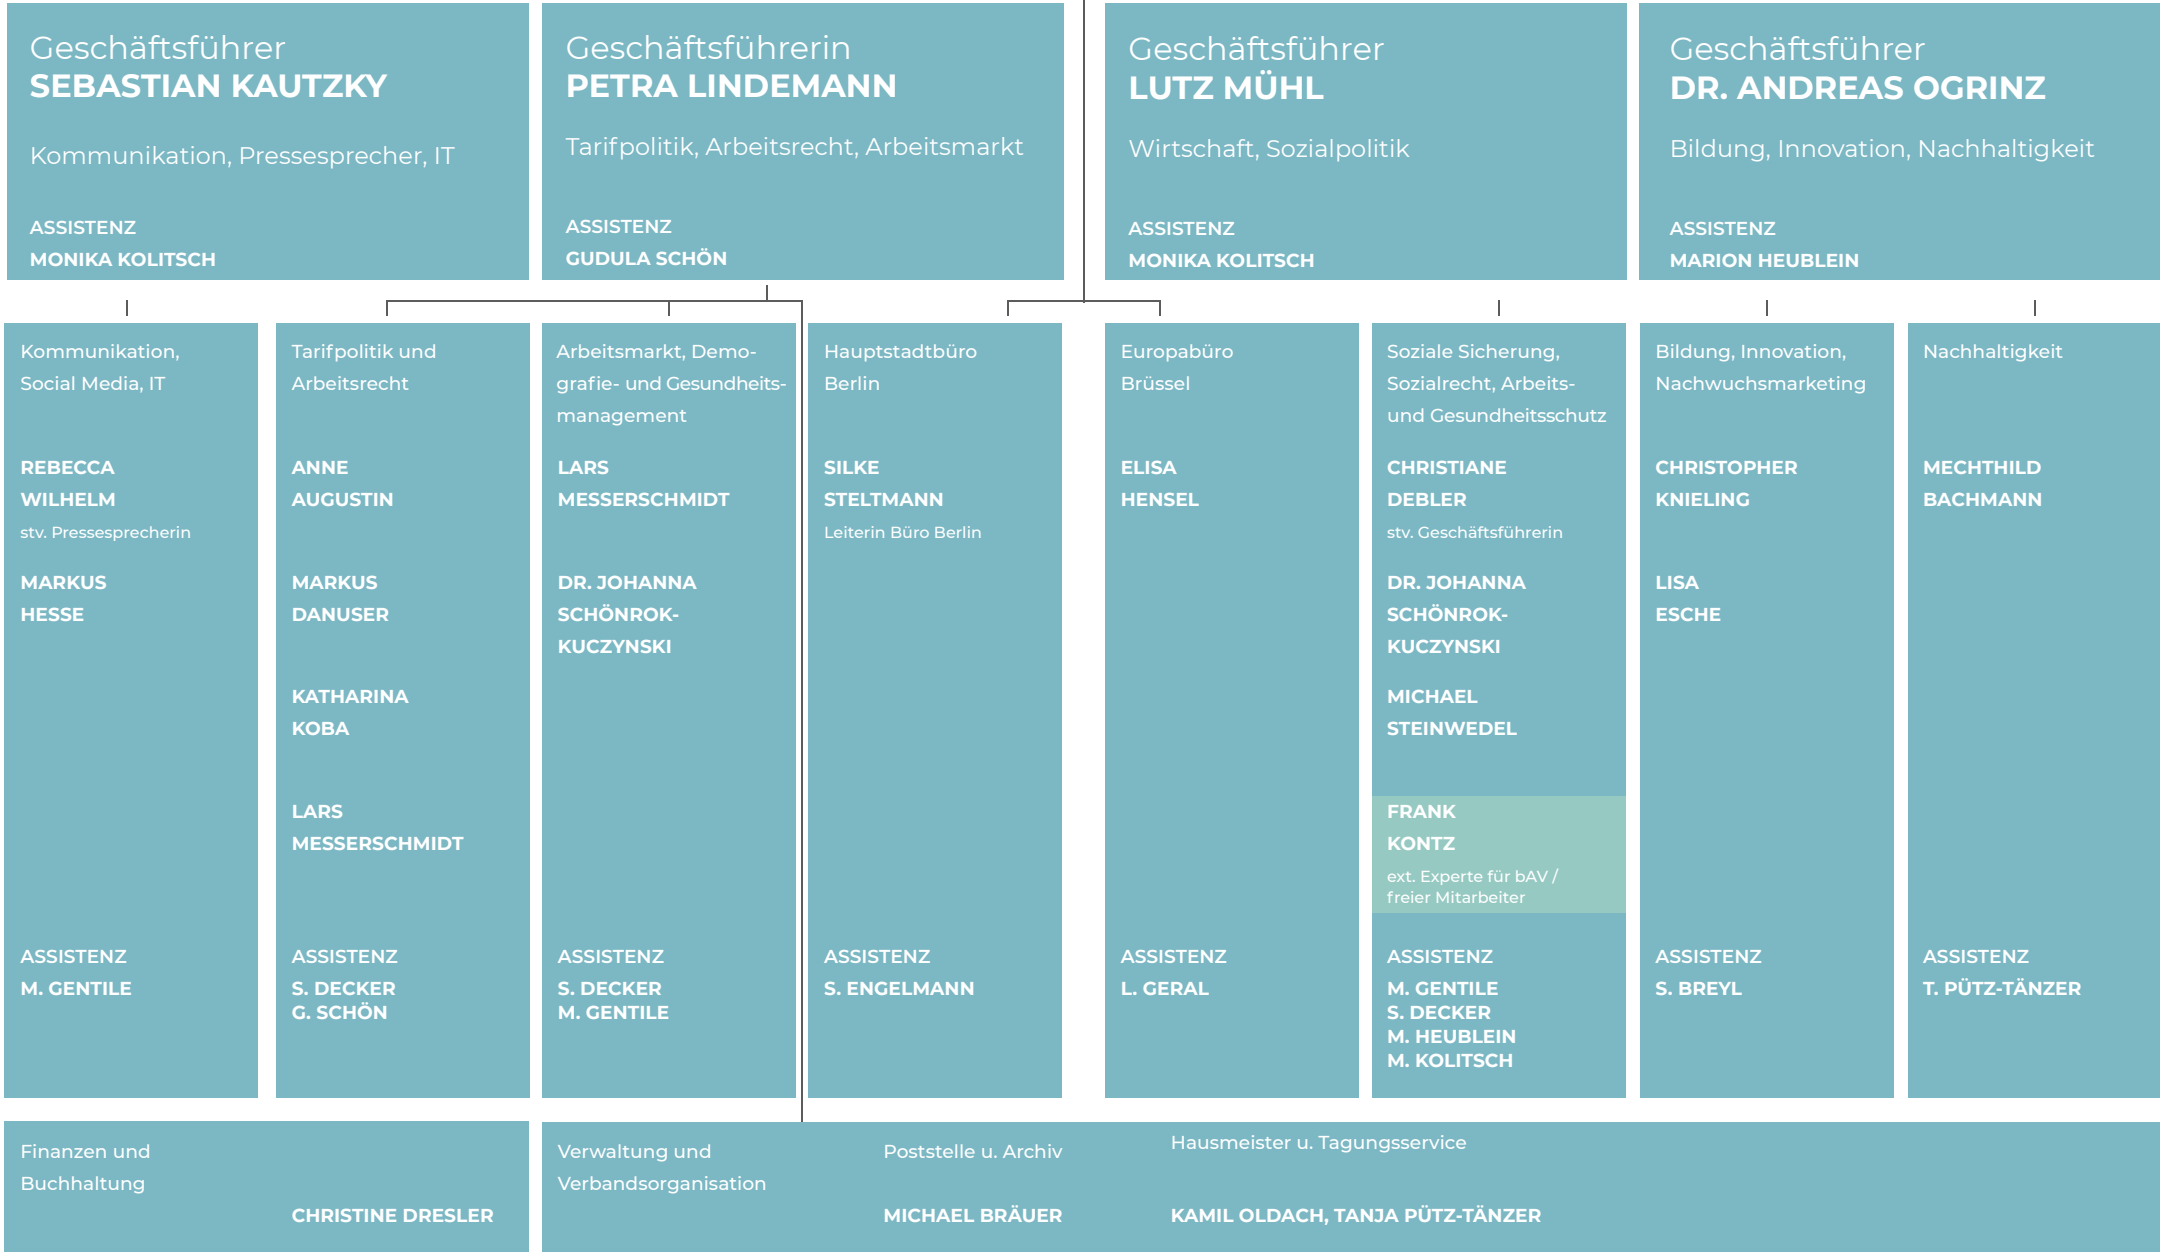 Geschäftsführer
SEBASTIAN KAUTZKY
Kommunikation, Pressesprecher, IT
ASSISTENZ
MONIKA KOLITSCH
Geschäftsführerin
PETRA LINDEMANN
Tarifpolitik, Arbeitsrecht, Arbeitsmarkt
ASSISTENZ
GUDULA SCHÖN
Geschäftsführer
LUTZ MÜHL
Wirtschaft, Sozialpolitik
ASSISTENZ
MONIKA KOLITSCH
Geschäftsführer
DR. ANDREAS OGRINZ
Bildung, Innovation, Nachhaltigkeit
ASSISTENZ
MARION HEUBLEIN
Kommunikation,
Social Media, IT
REBECCA
WILHELM
stv. Pressesprecherin
MARKUS
HESSE
ASSISTENZ
M. GENTILE
Tarifpolitik und
Arbeitsrecht
ANNE
AUGUSTIN
MARKUS
DANUSER
KATHARINA
KOBA
LARS
MESSERSCHMIDT
ASSISTENZ
S. DECKER
G. SCHÖN
Arbeitsmarkt, Demo-
grafie- und Gesundheits-
management
LARS
MESSERSCHMIDT
DR. JOHANNA
SCHÖNROK-
KUCZYNSKI
ASSISTENZ
S. DECKER
M. GENTILE
Hauptstadtbüro
Berlin
SILKE
STELTMANN
Leiterin Büro Berlin
ASSISTENZ
S. ENGELMANN
Europabüro
Brüssel
ELISA
HENSEL
ASSISTENZ
L. GERAL
Soziale Sicherung,
Sozialrecht, Arbeits-
und Gesundheitsschutz
CHRISTIANE
DEBLER
stv. Geschäftsführerin
DR. JOHANNA
SCHÖNROK-
KUCZYNSKI
MICHAEL
STEINWEDEL
FRANK
KONTZ
ext. Experte für bAV /
freier Mitarbeiter
ASSISTENZ
M. GENTILE
S. DECKER
M. HEUBLEIN
M. KOLITSCH
Bildung, Innovation,
Nachwuchsmarketing
CHRISTOPHER
KNIELING
LISA
ESCHE
ASSISTENZ
S. BREYL
Nachhaltigkeit
MECHTHILD
BACHMANN
ASSISTENZ
T. PÜTZ-TÄNZER
Finanzen und
Buchhaltung
CHRISTINE DRESLER
Verwaltung und
Verbandsorganisation
Poststelle u. Archiv
MICHAEL BRÄUER
Hausmeister u. Tagungsservice
KAMIL OLDACH, TANJA PÜTZ-TÄNZER